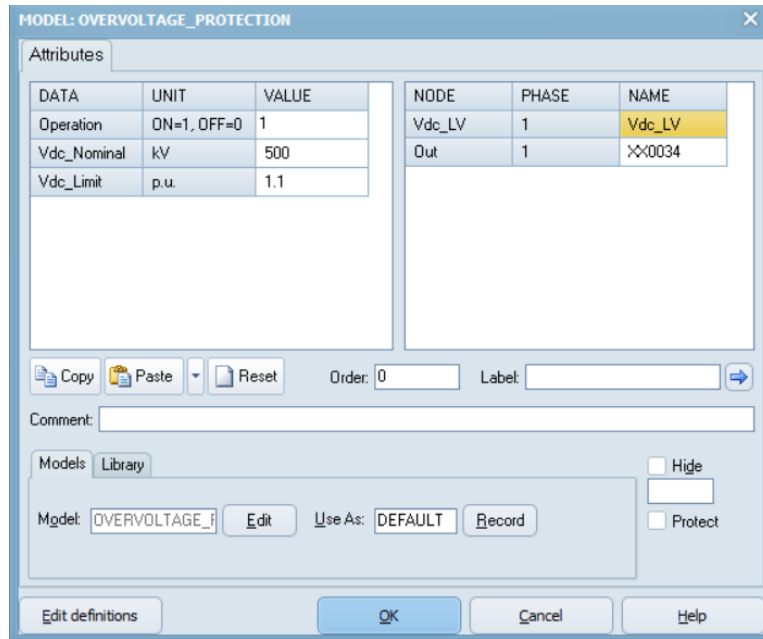 MODEL: OVERVOLTAGE_PROTECTION
Attributes
DATA UNIT VALUE NODE PHASE NAME
Operation ON=1, OFF=0 1 Vdc_LV 1 Vdc_LV
Vdc_Nominal kV 500 Out 1 XX0034
Vdc_Limit p.u. 1.1
Copy Paste Reset Order: 0 Label:
Comment:
Models Library Hide
Model: OVERVOLTAGE_F Edit Use As: DEFAULT Record Protect
Edit definitions OK Cancel Help